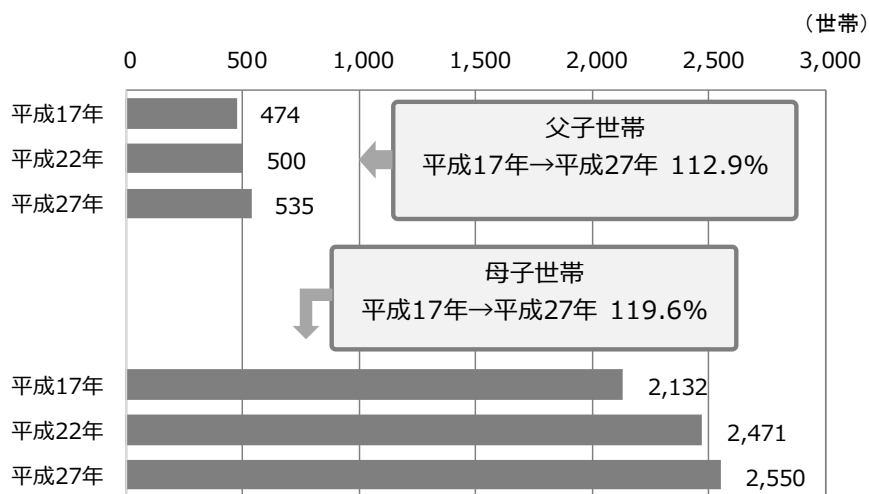 （世帯）
0 500 1,000 1,500 2,000 2,500 3,000
平成17年 474
平成22年 500
平成27年 535
父子世帯
平成17年→平成27年 112.9%
母子世帯
平成17年→平成27年 119.6%
平成17年 2,132
平成22年 2,471
平成27年 2,550